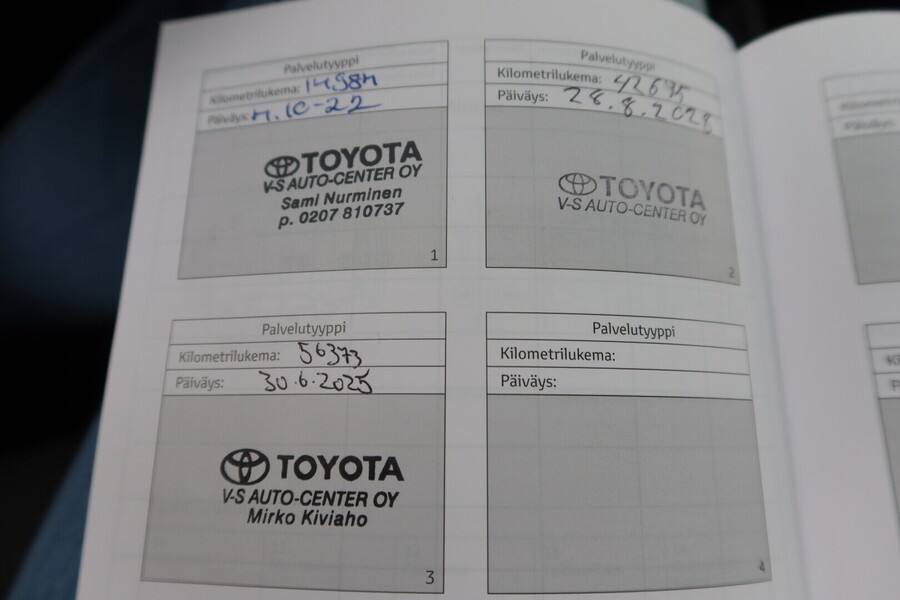 Palvelutyyppi
Kilometrilukema: 14984
Päiväys: 4.10-22
TOYOTA
V-S AUTO-CENTER OY
Sami Nurminen
p. 0207 810737
1
Palvelutyyppi
Kilometrilukema: 42675
Päiväys: 28.8.2023
TOYOTA
V-S AUTO-CENTER OY
2
Palvelutyyppi
Kilometrilukema: 56373
Päiväys: 30.6.2025
TOYOTA
V-S AUTO-CENTER OY
Mirko Kiviaho
3
Palvelutyyppi
Kilometrilukema:
Päiväys:
4